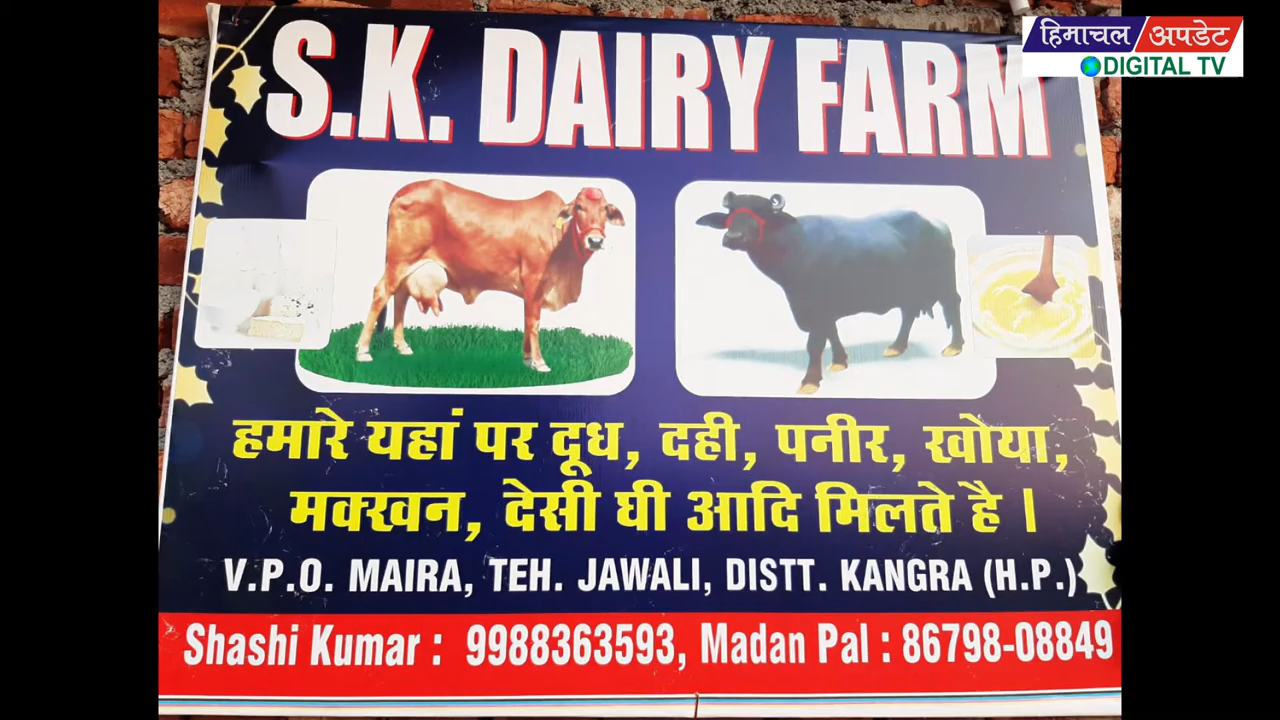 हिमाचल अपडेट
DIGITAL TV
S.K. DAIRY FARM
हमारे यहां पर दूध, दही, पनीर, खोया,
मक्खन, देसी घी आदि मिलते है।
V.P.O. MAIRA, TEH. JAWALI, DISTT. KANGRA (H.P.)
Shashi Kumar : 9988363593, Madan Pal : 86798-08849